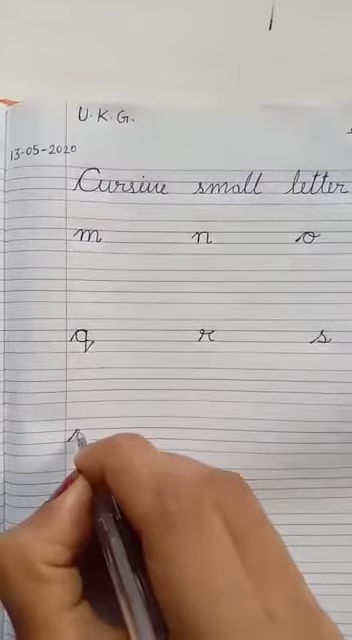 U.K.G.
13-05-2020
Cursive small letter
m n o
q r s